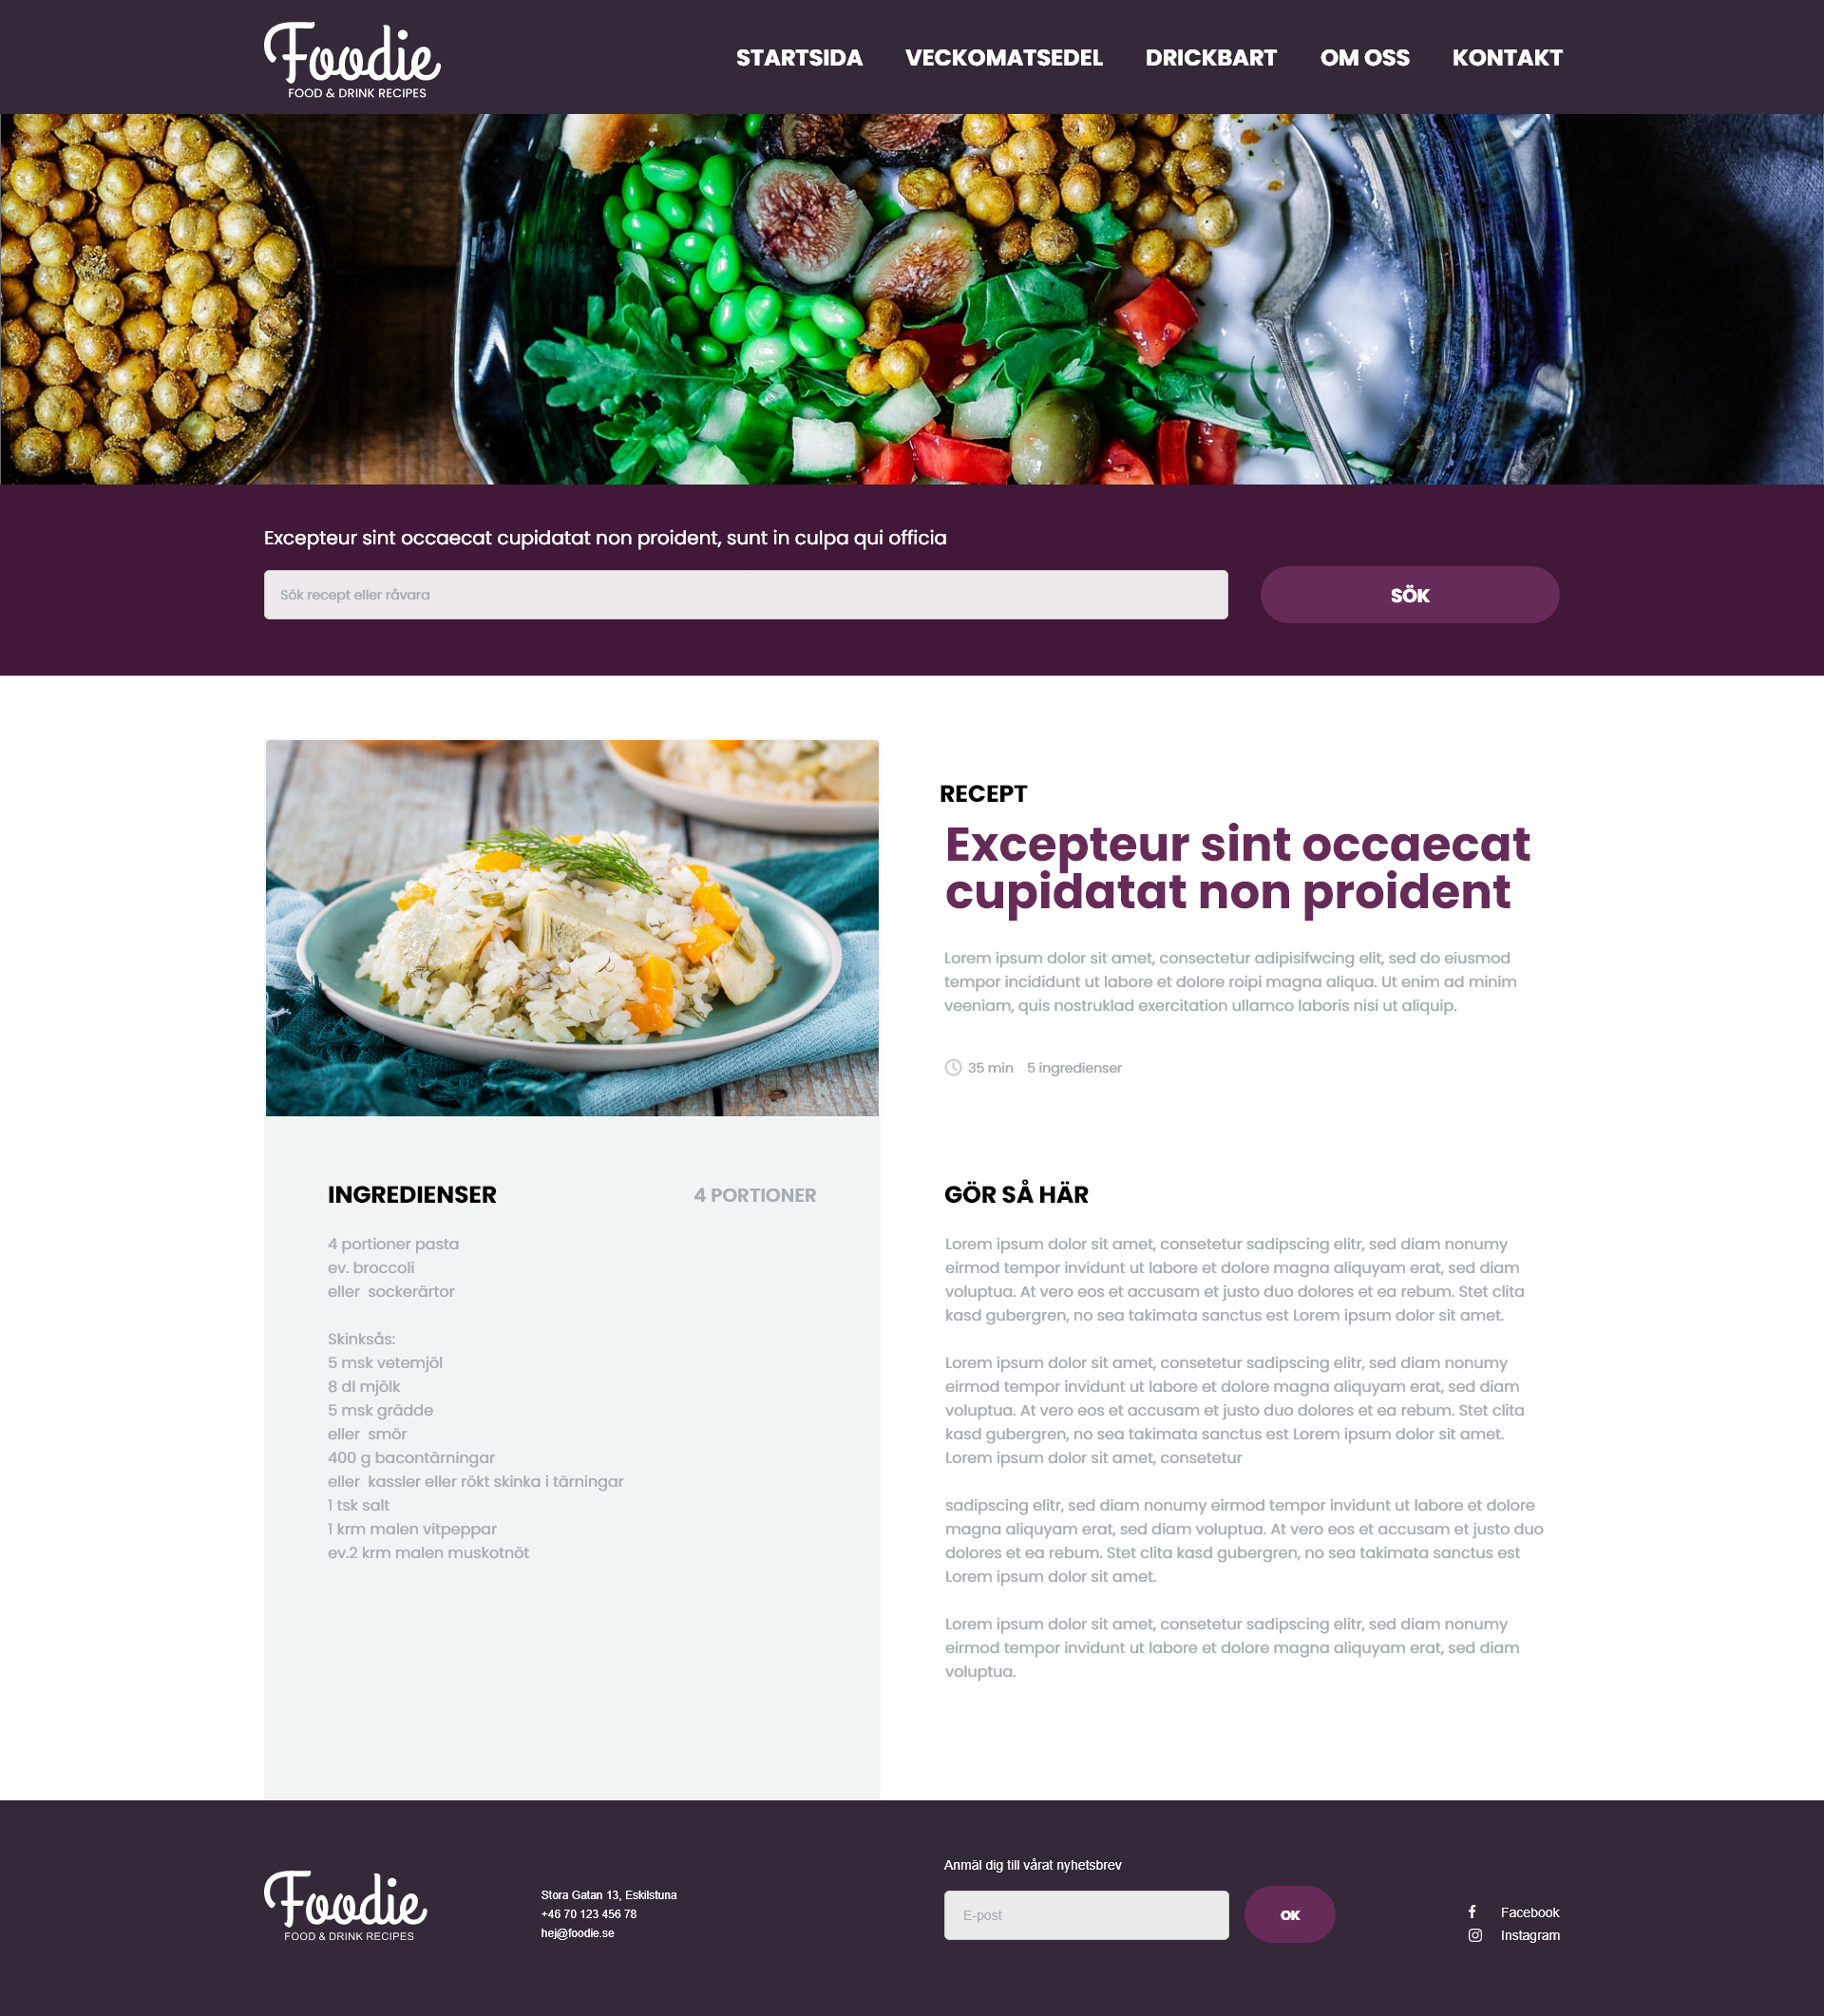 Foodie
FOOD & DRINK RECIPES
STARTSIDA VECKOMATSEDEL DRICKBART OM OSS KONTAKT
Excepteur sint occaecat cupidatat non proident, sunt in culpa qui officia
Sök recept eller råvara
SÖK
RECEPT
Excepteur sint occaecat
cupidatat non proident
Lorem ipsum dolor sit amet, consectetur adipisifwcing elit, sed do eiusmod
tempor incididunt ut labore et dolore roipi magna aliqua. Ut enim ad minim
veeniam, quis nostruklad exercitation ullamco laboris nisi ut aliquip.
35 min 5 ingredienser
INGREDIENSER 4 PORTIONER
4 portioner pasta
ev. broccoli
eller sockerärtor
Skinksås:
5 msk vetemjöl
8 dl mjölk
5 msk grädde
eller smör
400 g bacontärningar
eller kassler eller rökt skinka i tärningar
1 tsk salt
1 krm malen vitpeppar
ev.2 krm malen muskotnöt
GÖR SÅ HÄR
Lorem ipsum dolor sit amet, consetetur sadipscing elitr, sed diam nonumy
eirmod tempor invidunt ut labore et dolore magna aliquyam erat, sed diam
voluptua. At vero eos et accusam et justo duo dolores et ea rebum. Stet clita
kasd gubergren, no sea takimata sanctus est Lorem ipsum dolor sit amet.
Lorem ipsum dolor sit amet, consetetur sadipscing elitr, sed diam nonumy
eirmod tempor invidunt ut labore et dolore magna aliquyam erat, sed diam
voluptua. At vero eos et accusam et justo duo dolores et ea rebum. Stet clita
kasd gubergren, no sea takimata sanctus est Lorem ipsum dolor sit amet.
Lorem ipsum dolor sit amet, consetetur
sadipscing elitr, sed diam nonumy eirmod tempor invidunt ut labore et dolore
magna aliquyam erat, sed diam voluptua. At vero eos et accusam et justo duo
dolores et ea rebum. Stet clita kasd gubergren, no sea takimata sanctus est
Lorem ipsum dolor sit amet.
Lorem ipsum dolor sit amet, consetetur sadipscing elitr, sed diam nonumy
eirmod tempor invidunt ut labore et dolore magna aliquyam erat, sed diam
voluptua.
Foodie
FOOD & DRINK RECIPES
Stora Gatan 13, Eskilstuna
+46 70 123 456 78
hej@foodie.se
Anmäl dig till vårat nyhetsbrev
E-post
OK
Facebook
Instagram